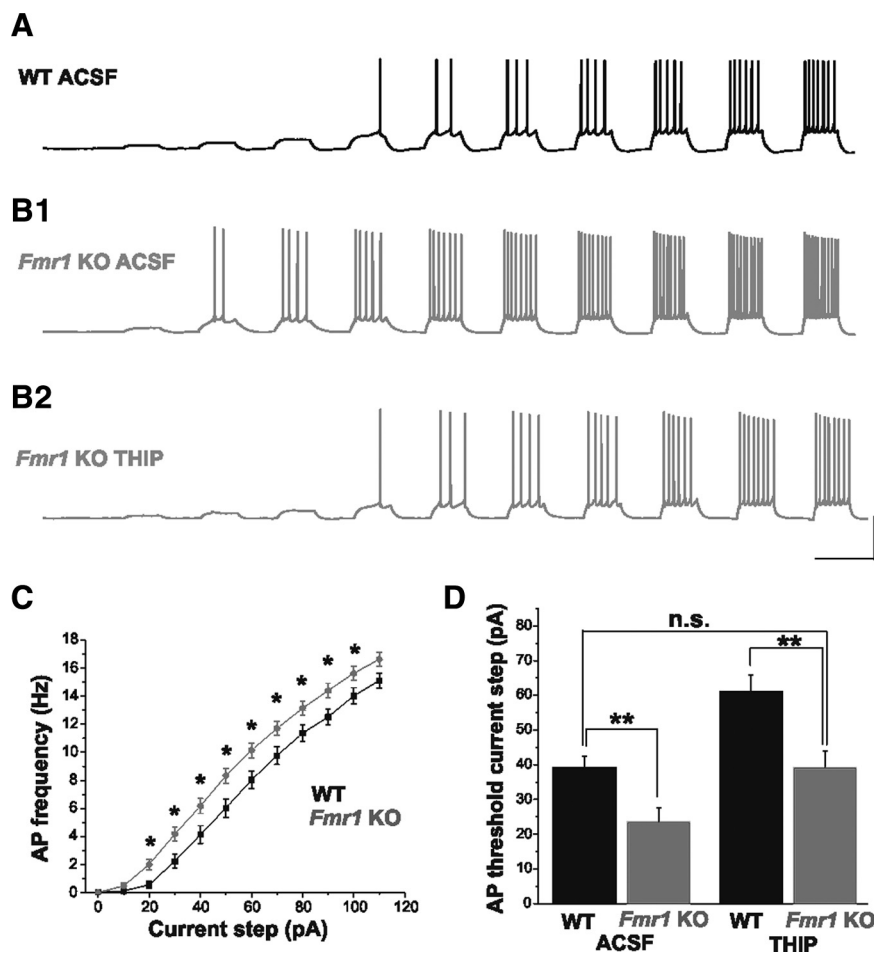 A
WT ACSF
B1
Fmr1 KO ACSF
B2
Fmr1 KO THIP
C
AP frequency (Hz)
18
16
14
12
10
8
6
4
2
0
* * * * * * * * *
WT
Fmr1 KO
0 20 40 60 80 100 120
Current step (pA)
D
AP threshold current step (pA)
80
70
60
50
40
30
20
10
0
n.s.
**
**
WT Fmr1 KO WT Fmr1 KO
ACSF THIP